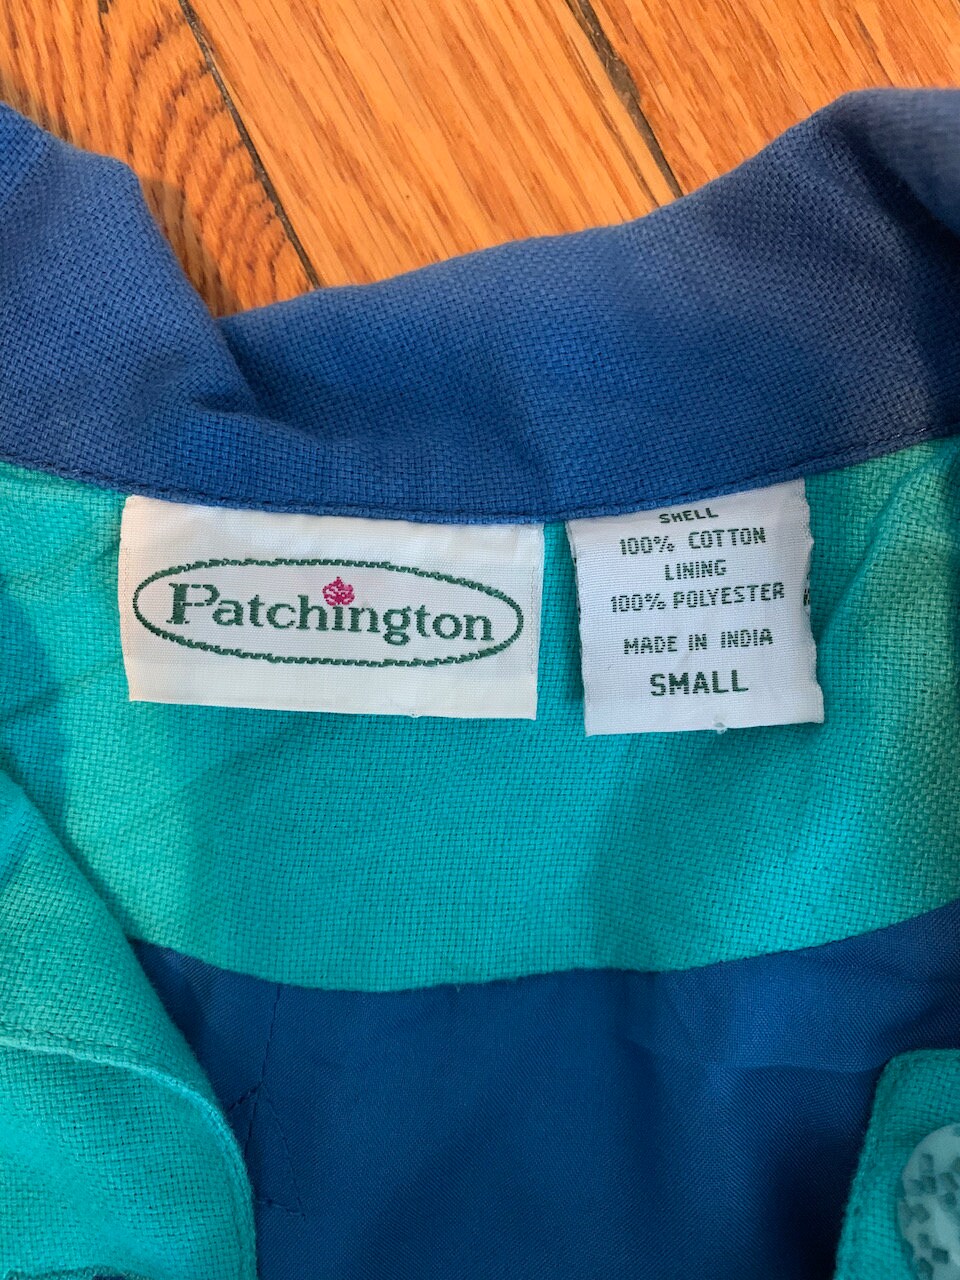 Patchington
SHELL
100% COTTON
LINING
100% POLYESTER
MADE IN INDIA
SMALL